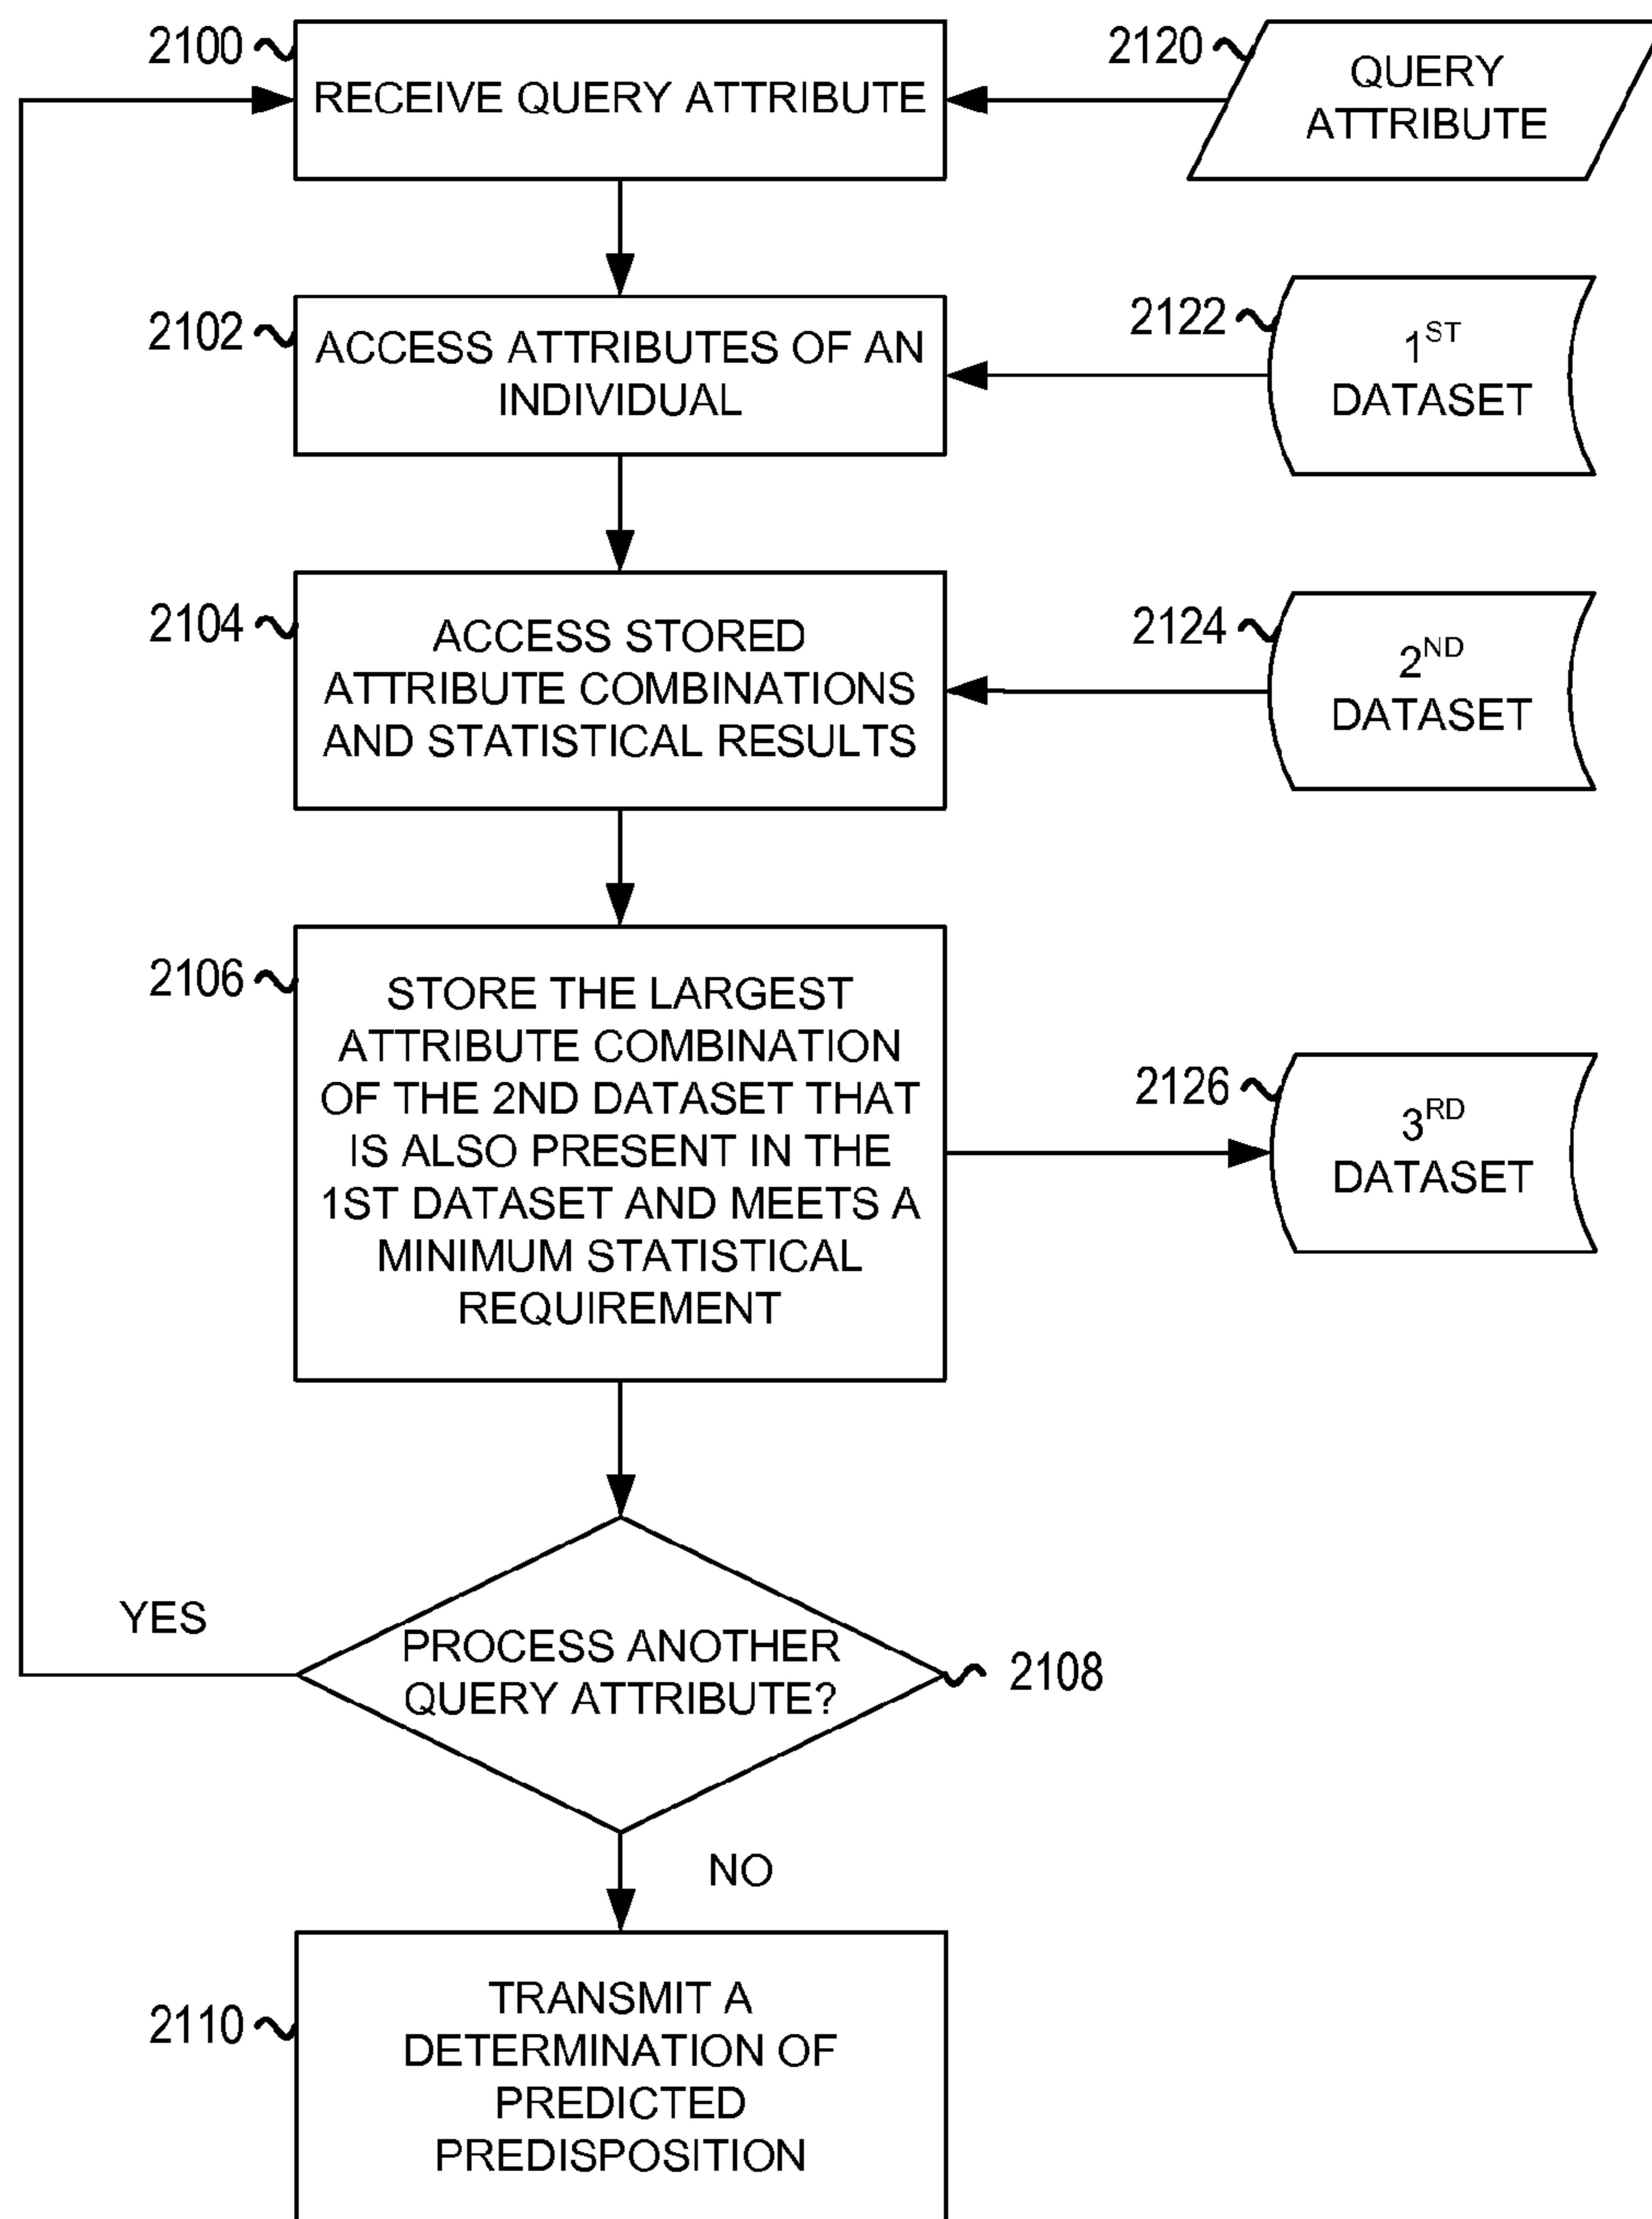 2100
RECEIVE QUERY ATTRIBUTE
2120
QUERY
ATTRIBUTE
2102
ACCESS ATTRIBUTES OF AN
INDIVIDUAL
2122
1ST
DATASET
2104
ACCESS STORED
ATTRIBUTE COMBINATIONS
AND STATISTICAL RESULTS
2124
2ND
DATASET
2106
STORE THE LARGEST
ATTRIBUTE COMBINATION
OF THE 2ND DATASET THAT
IS ALSO PRESENT IN THE
1ST DATASET AND MEETS A
MINIMUM STATISTICAL
REQUIREMENT
2126
3RD
DATASET
YES
PROCESS ANOTHER
QUERY ATTRIBUTE?
2108
NO
2110
TRANSMIT A
DETERMINATION OF
PREDICTED
PREDISPOSITION